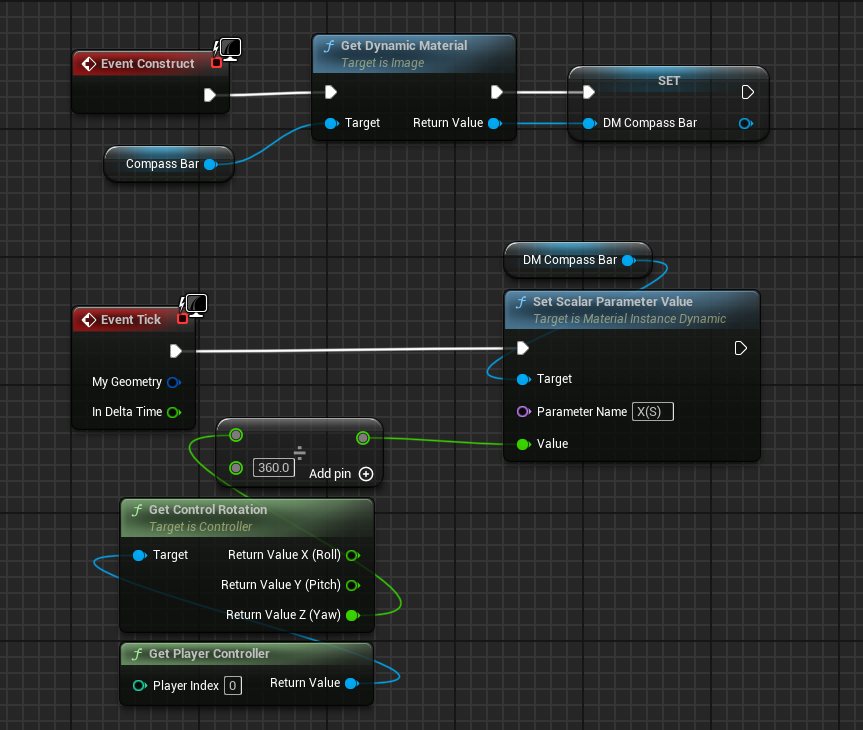 Event Construct
Get Dynamic Material
Target is Image
Target
Return Value
SET
DM Compass Bar
Compass Bar
DM Compass Bar
Event Tick
My Geometry
In Delta Time
Set Scalar Parameter Value
Target is Material Instance Dynamic
Target
Parameter Name X(S)
Value
÷
360.0
Add pin
Get Control Rotation
Target is Controller
Target
Return Value X (Roll)
Return Value Y (Pitch)
Return Value Z (Yaw)
Get Player Controller
Player Index 0
Return Value